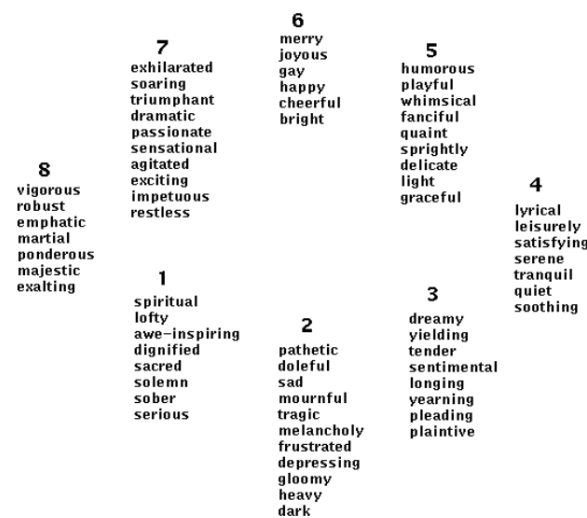 6
merry
joyous
gay
happy
cheerful
bright
7
exhilarated
soaring
triumphant
dramatic
passionate
sensational
agitated
exciting
impetuous
restless
5
humorous
playful
whimsical
fanciful
quaint
sprightly
delicate
light
graceful
8
vigorous
robust
emphatic
martial
ponderous
majestic
exalting
4
lyrical
leisurely
satisfying
serene
tranquil
quiet
soothing
1
spiritual
lofty
awe-inspiring
dignified
sacred
solemn
sober
serious
2
pathetic
doleful
sad
mournful
tragic
melancholy
frustrated
depressing
gloomy
heavy
dark
3
dreamy
yielding
tender
sentimental
longing
yearning
pleading
plaintive